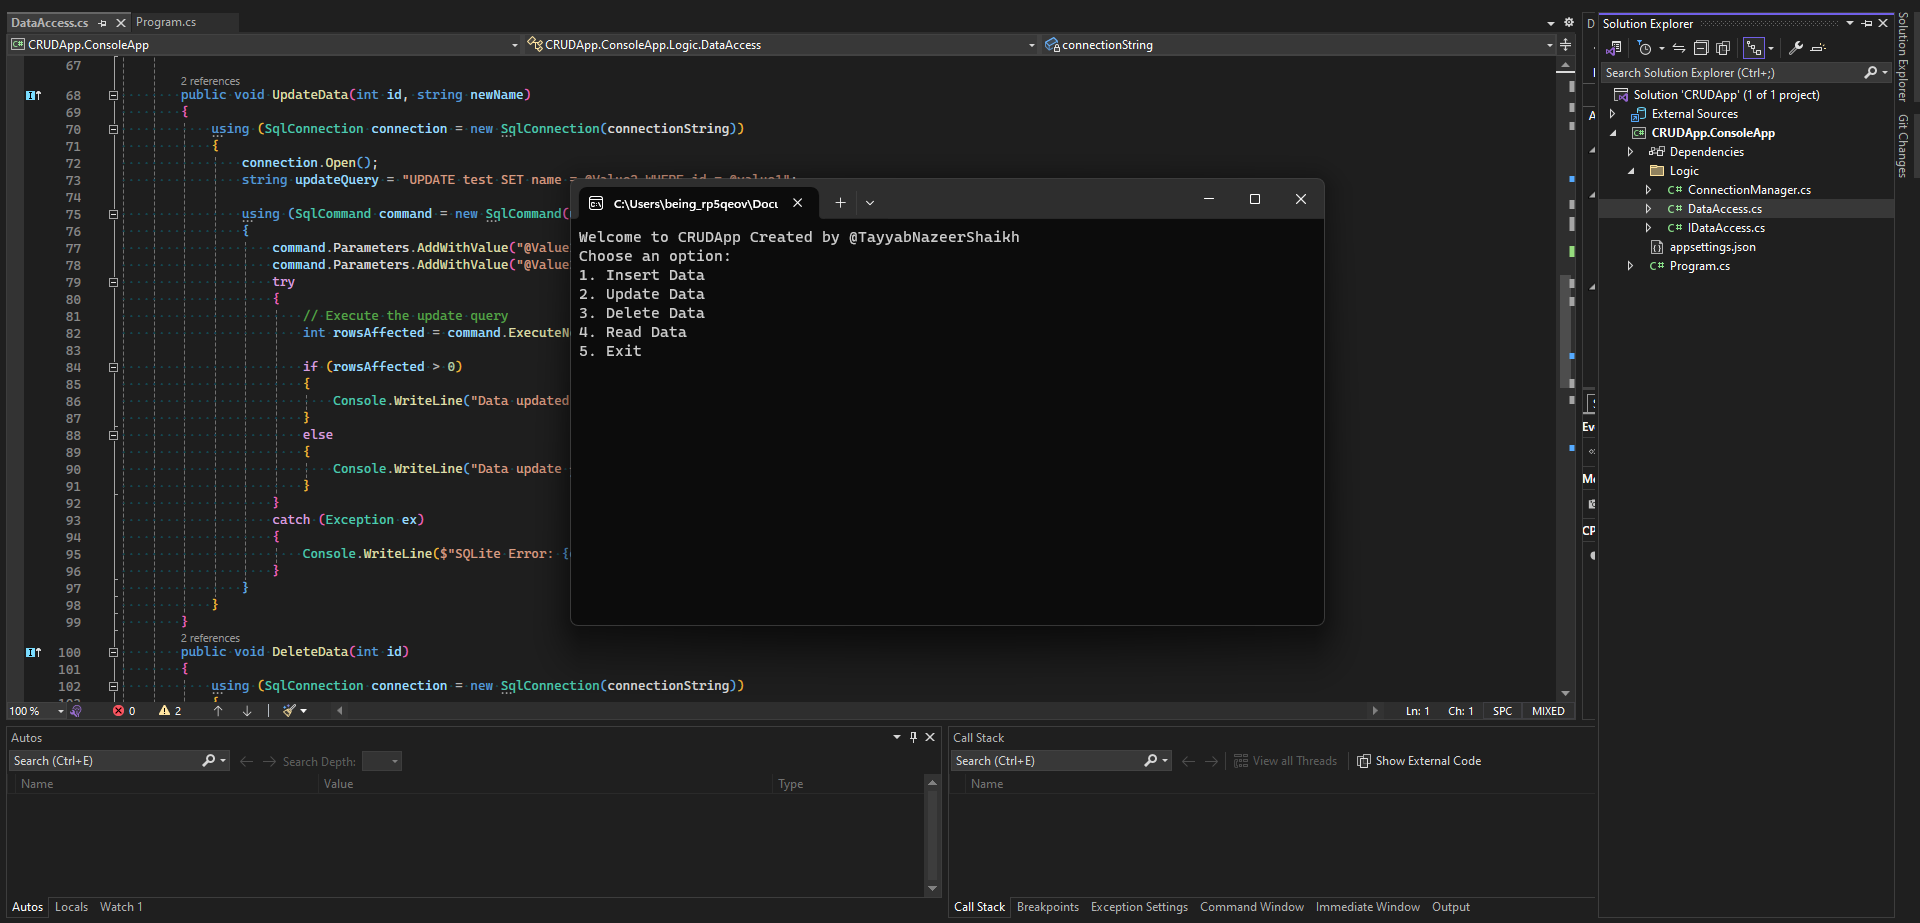 DataAccess.cs
Program.cs
CRUDApp.ConsoleApp
CRUDApp.ConsoleApp.Logic.DataAccess
connectionString
67
2 references
68 public void UpdateData(int id, string newName)
69 {
70 using (SqlConnection connection = new SqlConnection(connectionString))
71 {
72 connection.Open();
73 string updateQuery = "UPDATE test SET name = @Value2 WHERE id = @value1";
74
75 using (SqlCommand command = new SqlCommand(
76 {
77 command.Parameters.AddWithValue("@Value
78 command.Parameters.AddWithValue("@Value
79 try
80 {
81 // Execute the update query
82 int rowsAffected = command.ExecuteN
83
84 if (rowsAffected > 0)
85 {
86 Console.WriteLine("Data updated
87 }
88 else
89 {
90 Console.WriteLine("Data update
91 }
92 }
93 catch (Exception ex)
94 {
95 Console.WriteLine($"SQLite Error: {
96 }
97 }
98 }
99 }
2 references
100 public void DeleteData(int id)
101 {
102 using (SqlConnection connection = new SqlConnection(connectionString))
{
100 %
0
2
Ln: 1 Ch: 1 SPC MIXED
C:\Users\being_rp5qeov\Docu
Welcome to CRUDApp Created by @TayyabNazeerShaikh
Choose an option:
1. Insert Data
2. Update Data
3. Delete Data
4. Read Data
5. Exit
Ev
CP
Solution Explorer
Search Solution Explorer (Ctrl+;)
Solution 'CRUDApp' (1 of 1 project)
External Sources
C# CRUDApp.ConsoleApp
Dependencies
Logic
C# ConnectionManager.cs
C# DataAccess.cs
C# IDataAccess.cs
appsettings.json
C# Program.cs
Solution Explorer
Git Changes
Autos
Search (Ctrl+E)
Search Depth:
Name Value Type
Autos Locals Watch 1
Call Stack
Search (Ctrl+E)
View all Threads
Show External Code
Name
Call Stack Breakpoints Exception Settings Command Window Immediate Window Output